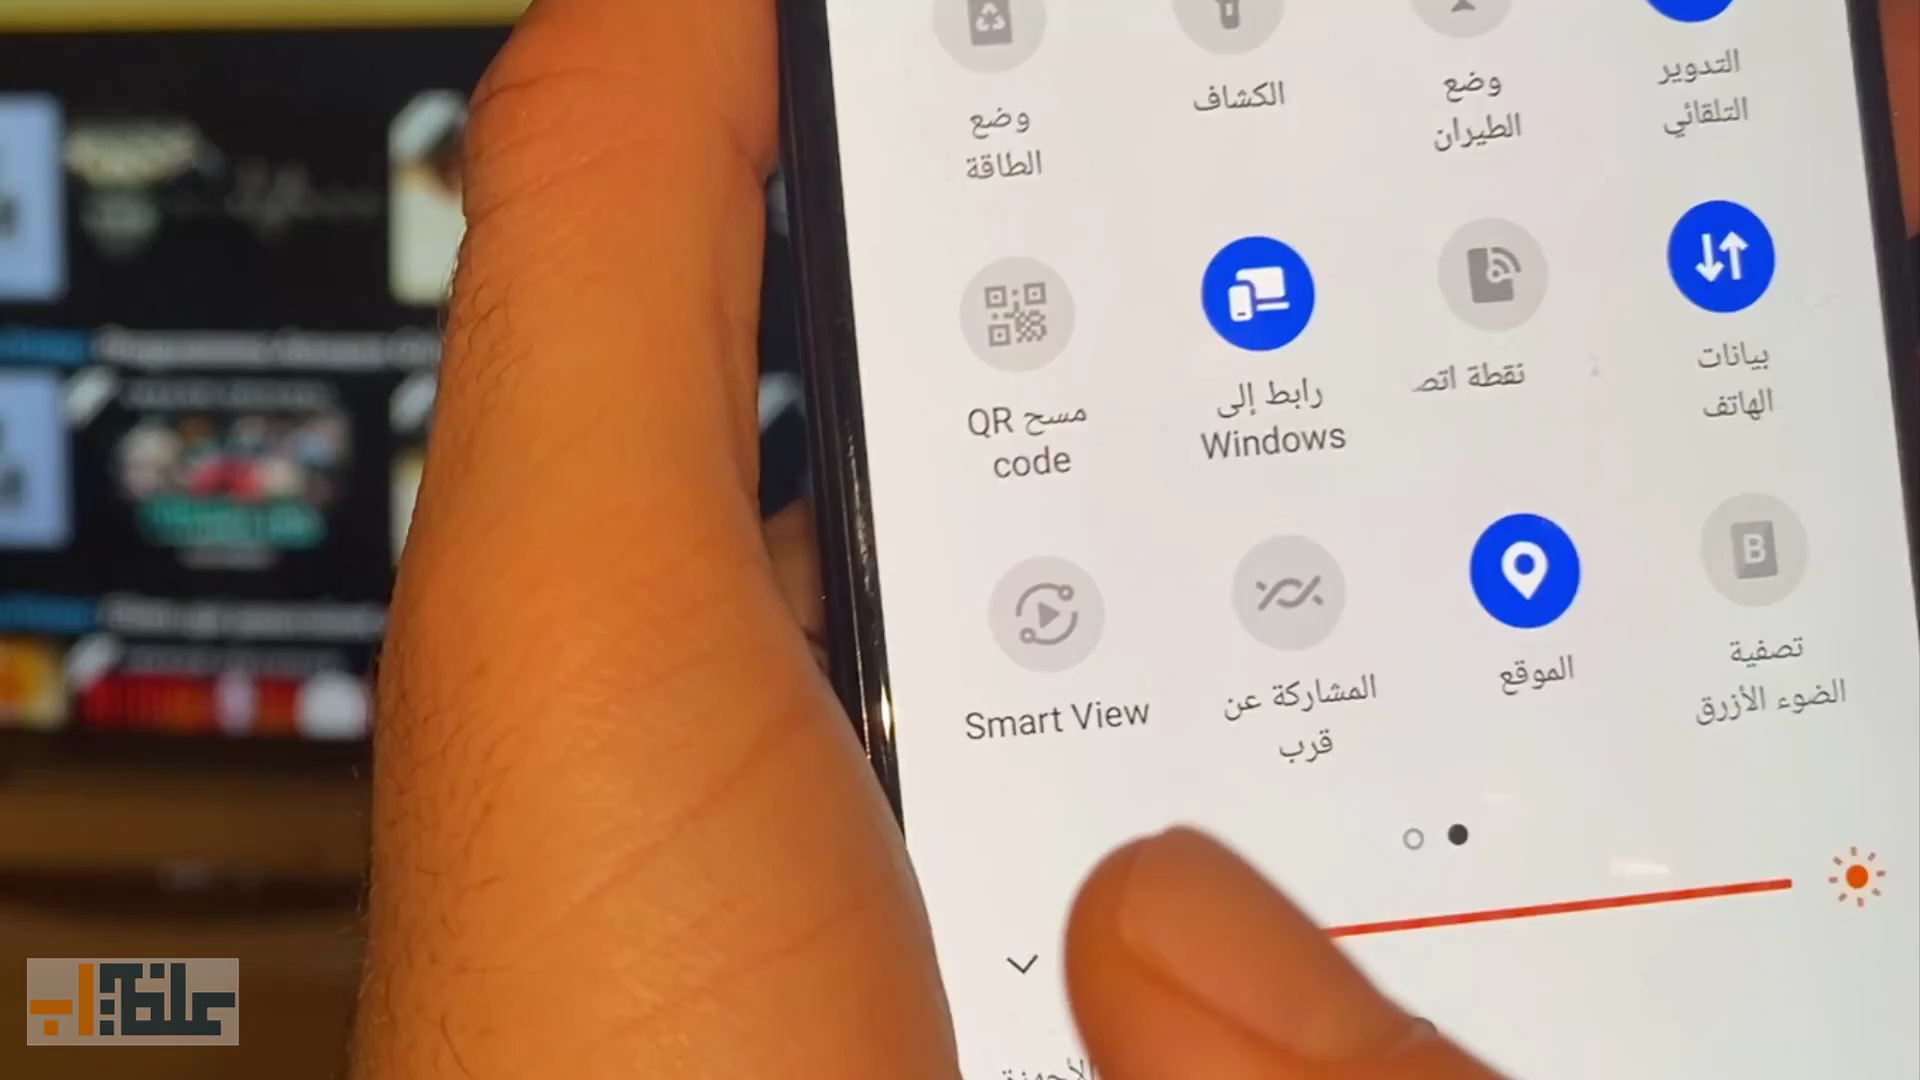 التدوير
التلقائي
وضع
الطيران
الكشاف
وضع
الطاقة
بيانات
الهاتف
نقطة اتص
رابط إلى
Windows
مسح QR
code
B
تصفية
الضوء الأزرق
الموقع
المشاركة عن
قرب
Smart View